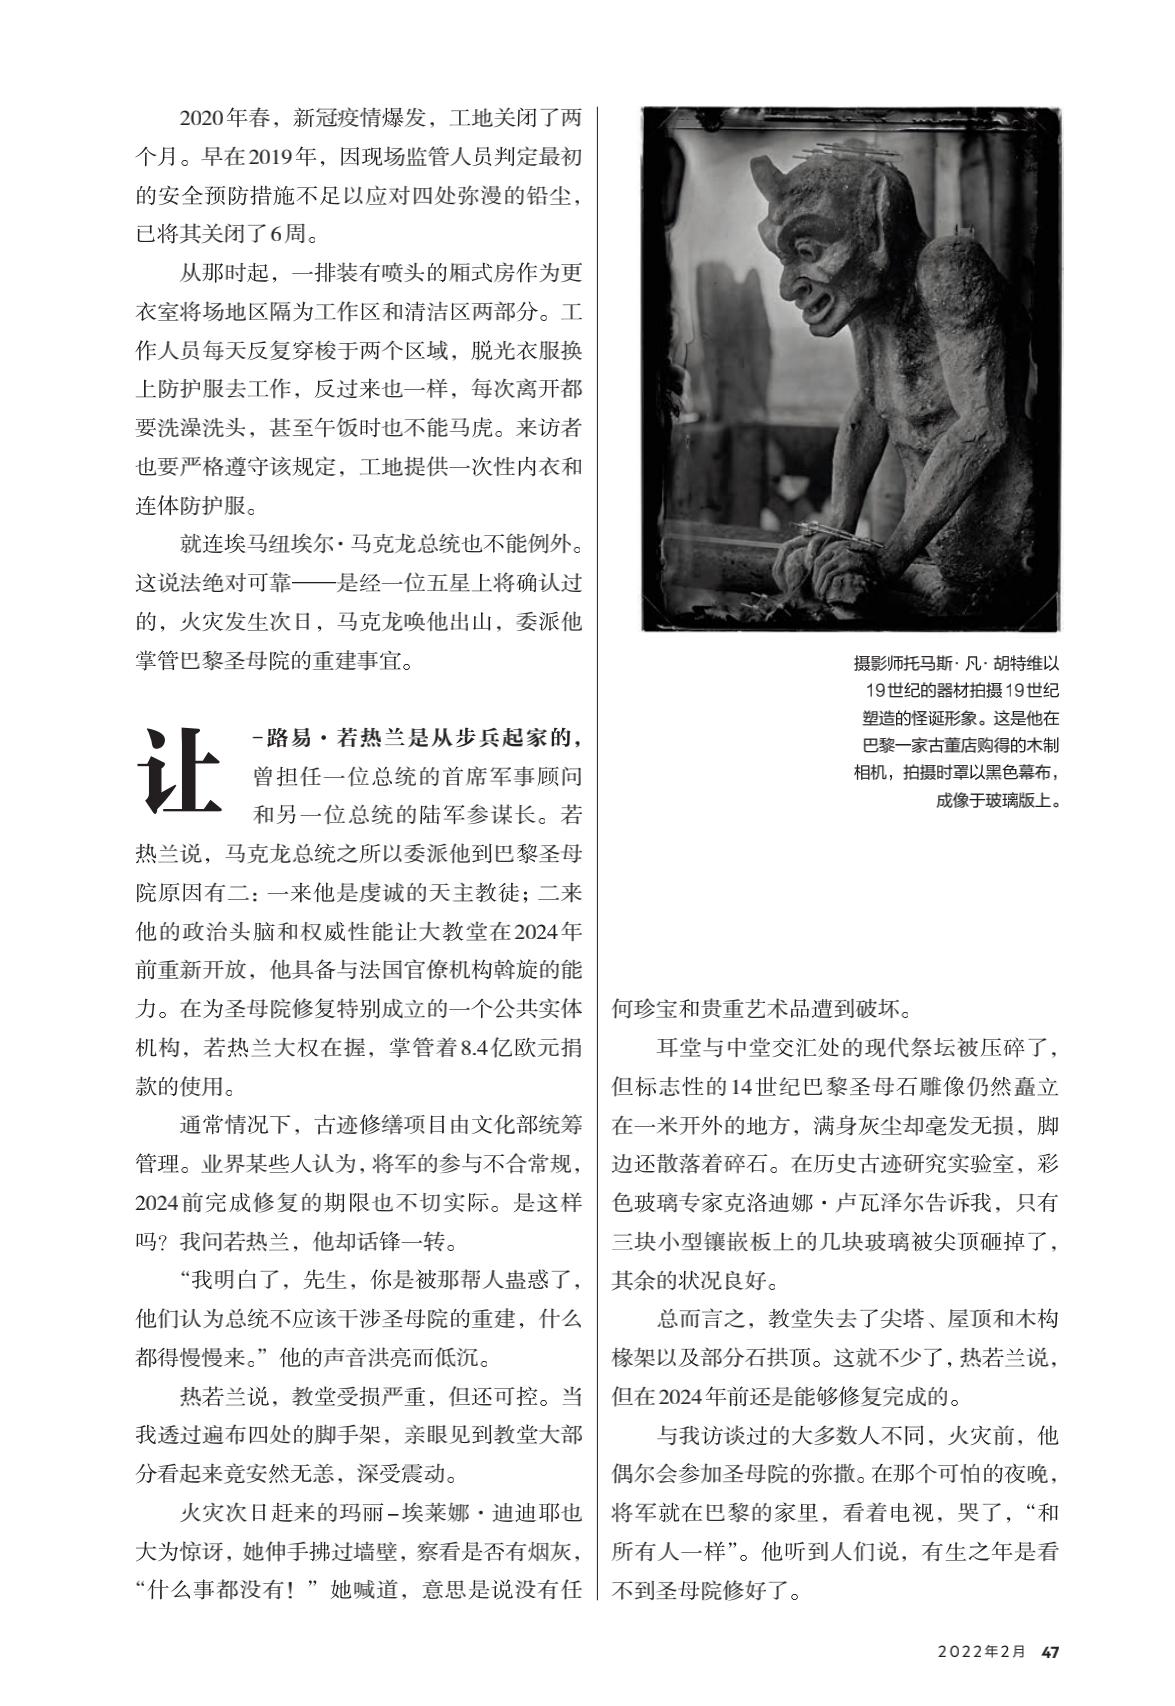 2020年春，新冠疫情爆发，工地关闭了两
个月。早在2019年，因现场监管人员判定最初
的安全预防措施不足以应对四处弥漫的铅尘，
已将其关闭了6周。
从那时起，一排装有喷头的厢式房作为更
衣室将场地区隔为工作区和清洁区两部分。工
作人员每天反复穿梭于两个区域，脱光衣服换
上防护服去工作，反过来也一样，每次离开都
要洗澡洗头，甚至午饭时也不能马虎。来访者
也要严格遵守该规定，工地提供一次性内衣和
连体防护服。
就连埃马纽埃尔·马克龙总统也不能例外。
这说法绝对可靠——是经一位五星上将确认过
的，火灾发生次日，马克龙唤他出山，委派他
掌管巴黎圣母院的重建事宜。
让–路易·若热兰是从步兵起家的，
曾担任一位总统的首席军事顾问
和另一位总统的陆军参谋长。若
热兰说，马克龙总统之所以委派他到巴黎圣母
院原因有二：一来他是虔诚的天主教徒；二来
他的政治头脑和权威性能让大教堂在2024年
前重新开放，他具备与法国官僚机构斡旋的能
力。在为圣母院修复特别成立的一个公共实体
机构，若热兰大权在握，掌管着8.4亿欧元捐
款的使用。
通常情况下，古迹修缮项目由文化部统筹
管理。业界某些人认为，将军的参与不合常规，
2024前完成修复的期限也不切实际。是这样
吗？我问若热兰，他却话锋一转。
“我明白了，先生，你是被那帮人蛊惑了，
他们认为总统不应该干涉圣母院的重建，什么
都得慢慢来。”他的声音洪亮而低沉。
热若兰说，教堂受损严重，但还可控。当
我透过遍布四处的脚手架，亲眼见到教堂大部
分看起来竟安然无恙，深受震动。
火灾次日赶来的玛丽–埃莱娜·迪迪耶也
大为惊讶，她伸手拂过墙壁，察看是否有烟灰，
“什么事都没有！”她喊道，意思是说没有任
摄影师托马斯·凡·胡特维以
19世纪的器材拍摄19世纪
塑造的怪诞形象。这是他在
巴黎一家古董店购得的木制
相机，拍摄时罩以黑色幕布，
成像于玻璃版上。
何珍宝和贵重艺术品遭到破坏。
耳堂与中堂交汇处的现代祭坛被压碎了，
但标志性的14世纪巴黎圣母石雕像仍然矗立
在一米开外的地方，满身灰尘却毫发无损，脚
边还散落着碎石。在历史古迹研究实验室，彩
色玻璃专家克洛迪娜·卢瓦泽尔告诉我，只有
三块小型镶嵌板上的几块玻璃被尖顶砸掉了，
其余的状况良好。
总而言之，教堂失去了尖塔、屋顶和木构
椽架以及部分石拱顶。这就不少了，热若兰说，
但在2024年前还是能够修复完成的。
与我访谈过的大多数人不同，火灾前，他
偶尔会参加圣母院的弥撒。在那个可怕的夜晚，
将军就在巴黎的家里，看着电视，哭了，“和
所有人一样”。他听到人们说，有生之年是看
不到圣母院修好了。
2022年2月 47